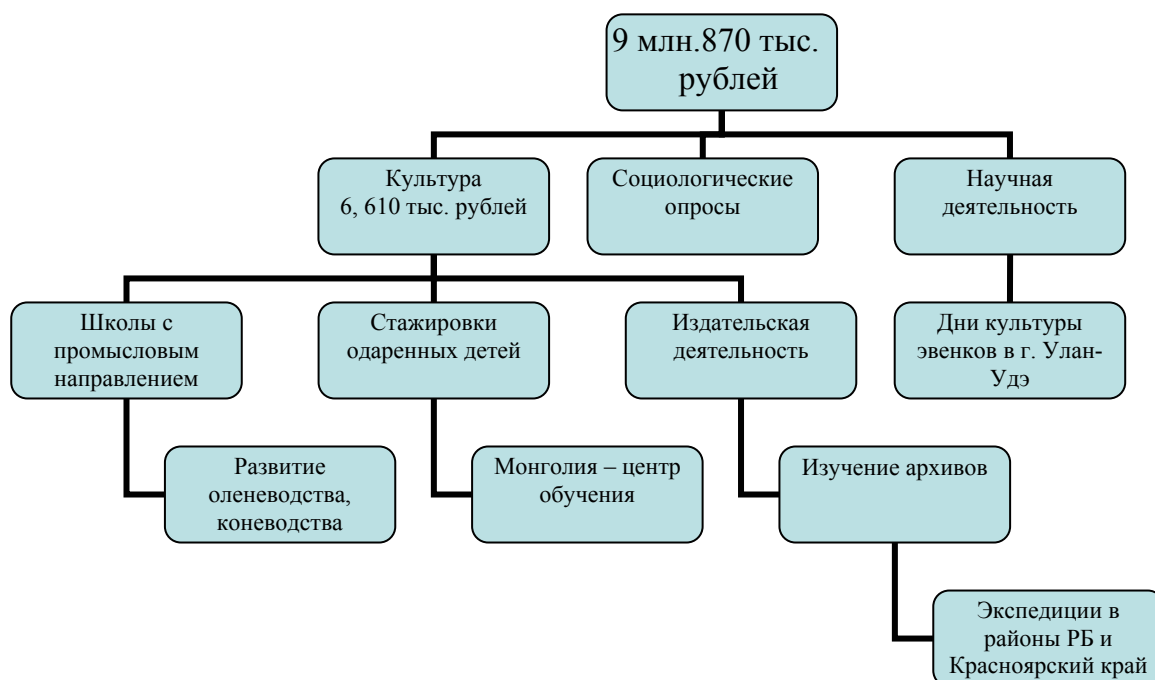 9 млн.870 тыс.
рублей
Культура
6, 610 тыс. рублей
Социологические
опросы
Научная
деятельность
Школы с
промысловым
направлением
Стажировки
одаренных детей
Издательская
деятельность
Дни культуры
эвенков в г. Улан-
Удэ
Развитие
оленеводства,
коневодства
Монголия – центр
обучения
Изучение архивов
Экспедиции в
районы РБ и
Красноярский край